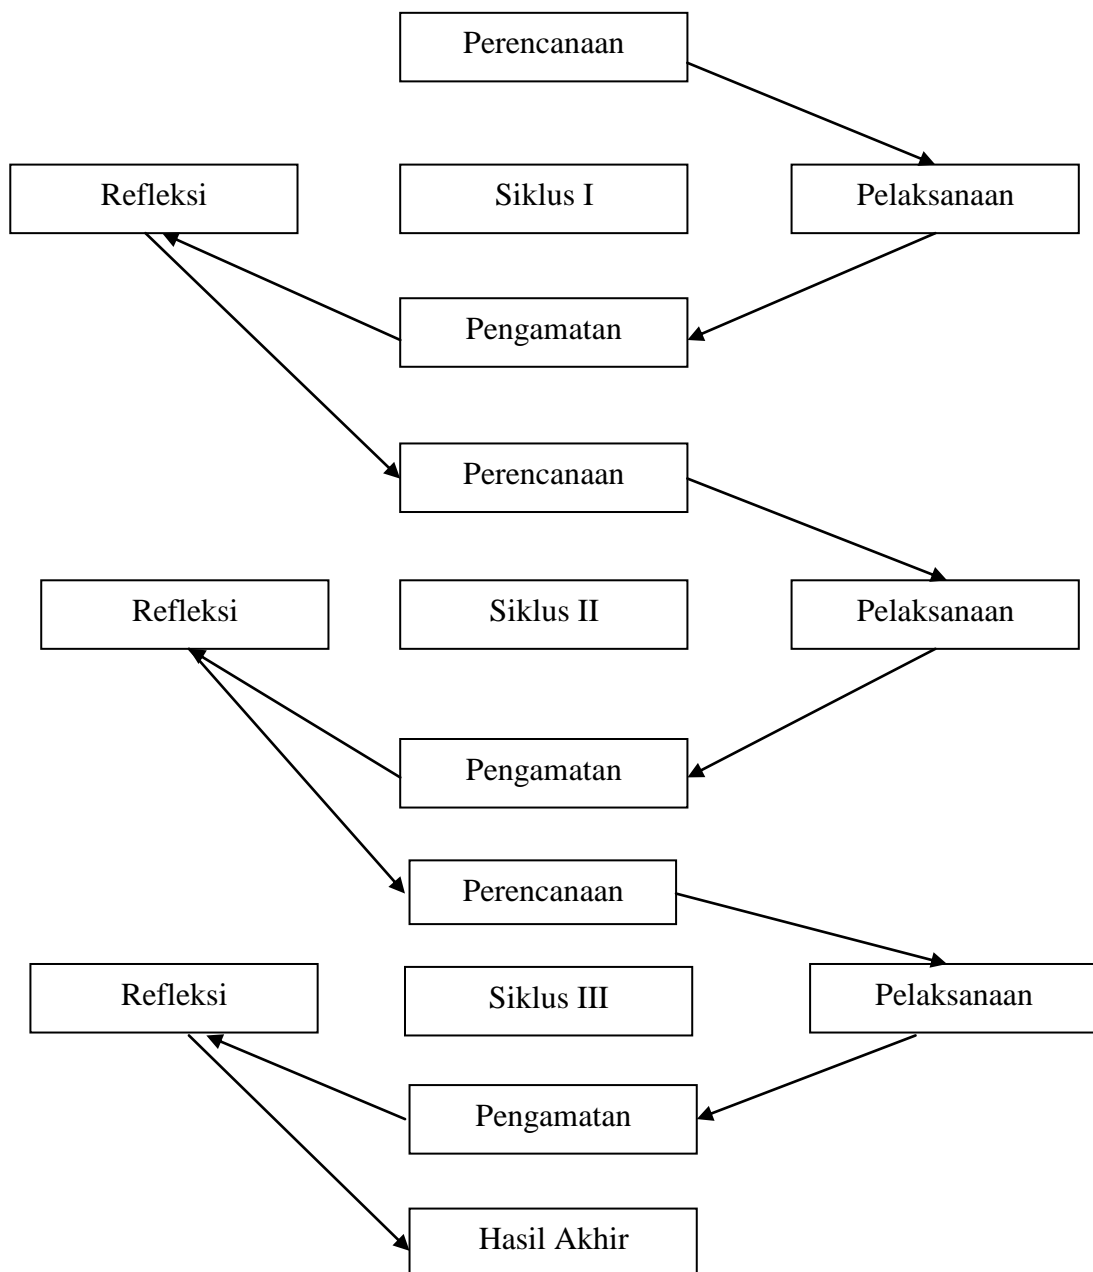 Perencanaan
Refleksi
Siklus I
Pelaksanaan
Pengamatan
Perencanaan
Refleksi
Siklus II
Pelaksanaan
Pengamatan
Perencanaan
Refleksi
Siklus III
Pelaksanaan
Pengamatan
Hasil Akhir